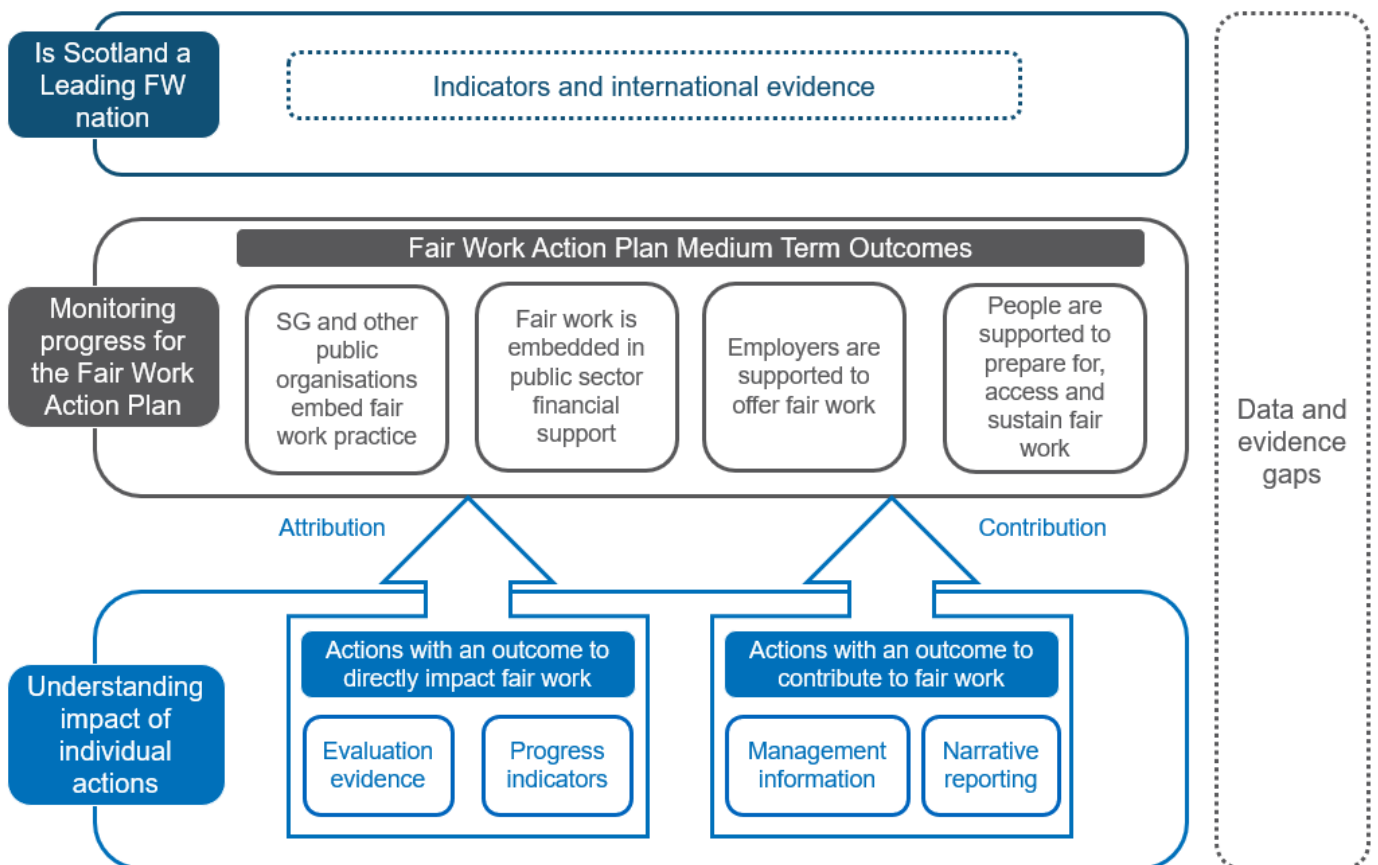 Is Scotland a
Leading FW
nation
Indicators and international evidence
Monitoring
progress for
the Fair Work
Action Plan
Fair Work Action Plan Medium Term Outcomes
SG and other
public
organisations
embed fair
work practice
Fair work is
embedded in
public sector
financial
support
Employers are
supported to
offer fair work
People are
supported to
prepare for,
access and
sustain fair
work
Data and
evidence
gaps
Attribution
Contribution
Understanding
impact of
individual
actions
Actions with an outcome to
directly impact fair work
Evaluation
evidence
Progress
indicators
Actions with an outcome to
contribute to fair work
Management
information
Narrative
reporting